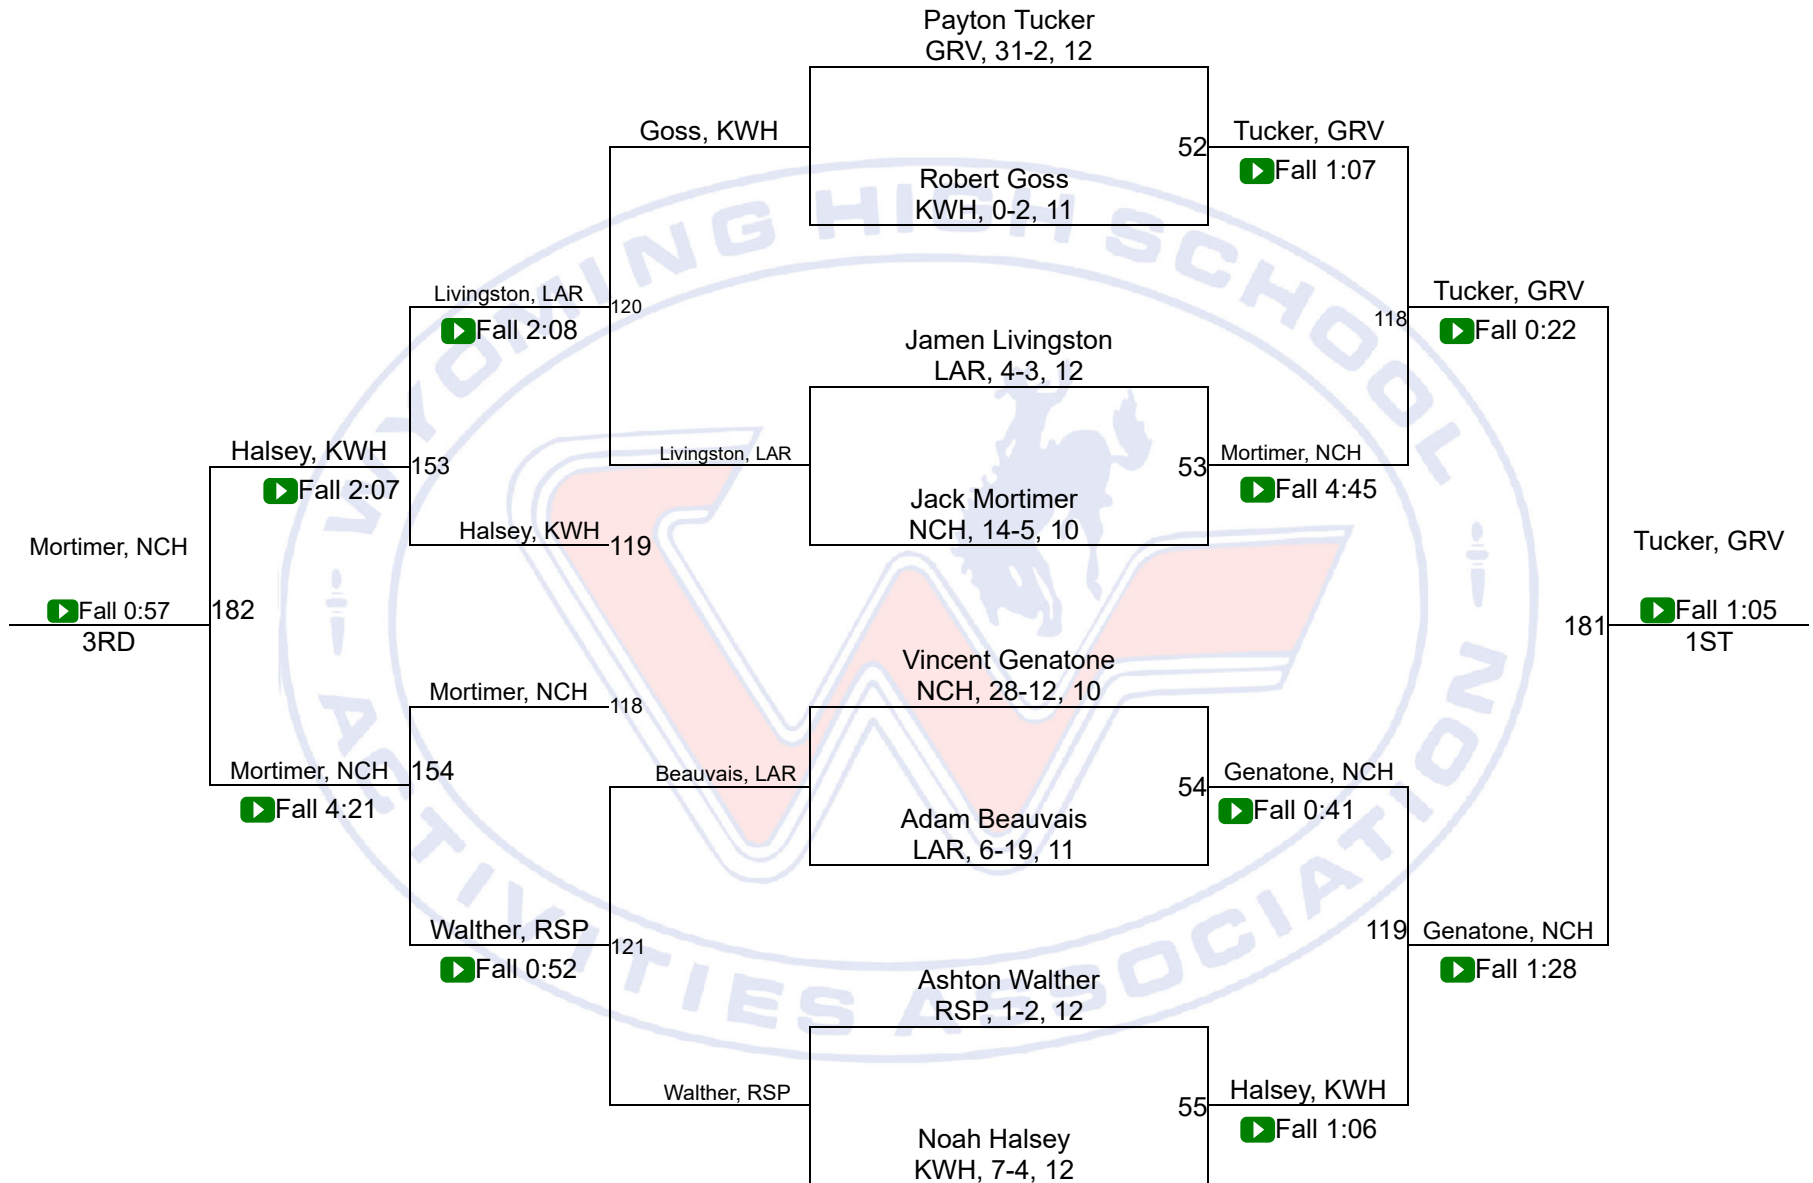 Payton Tucker
GRV, 31-2, 12
Goss, KWH
52
Tucker, GRV
Fall 1:07
Robert Goss
KWH, 0-2, 11
Livingston, LAR
120
Fall 2:08
118
Tucker, GRV
Fall 0:22
Jamen Livingston
LAR, 4-3, 12
Halsey, KWH
153
Fall 2:07
Livingston, LAR
53
Mortimer, NCH
Fall 4:45
Jack Mortimer
NCH, 14-5, 10
Halsey, KWH
119
Mortimer, NCH
Fall 0:57
182
3RD
Tucker, GRV
181
Fall 1:05
1ST
Vincent Genatone
NCH, 28-12, 10
Mortimer, NCH
118
Mortimer, NCH
154
Fall 4:21
Beauvais, LAR
54
Genatone, NCH
Fall 0:41
Adam Beauvais
LAR, 6-19, 11
Walther, RSP
121
Fall 0:52
119
Genatone, NCH
Fall 1:28
Ashton Walther
RSP, 1-2, 12
Walther, RSP
55
Halsey, KWH
Fall 1:06
Noah Halsey
KWH, 7-4, 12
WYOMING HIGH SCHOOL
ACTIVITIES ASSOCIATION